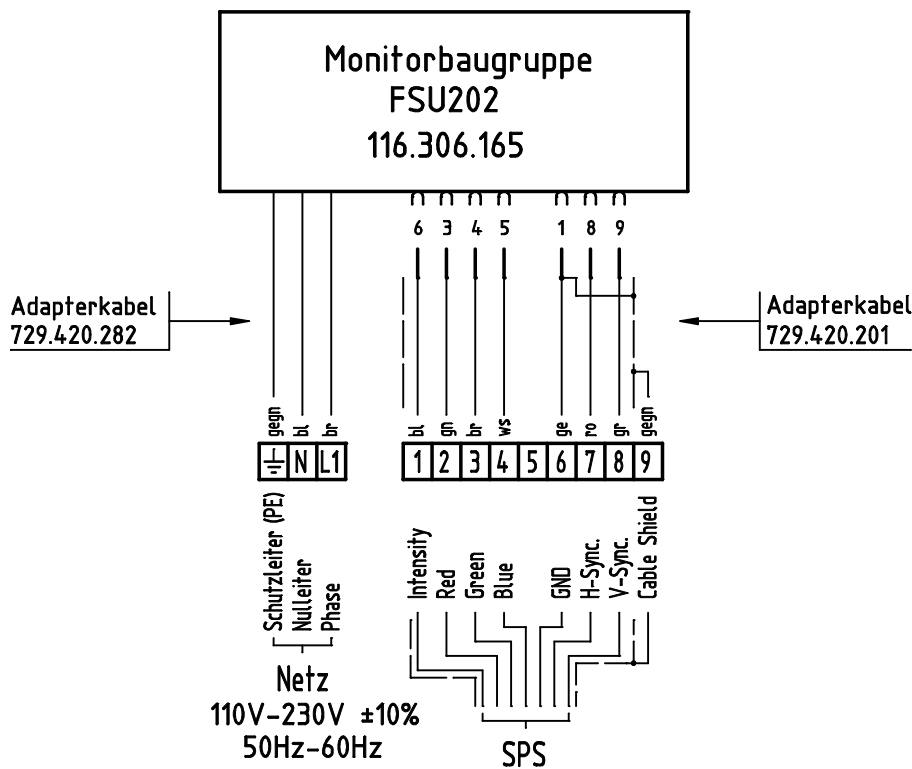 Monitorbaugruppe
FSU202
116.306.165
6 3 4 5 1 8 9
Adapterkabel
729.420.282
Adapterkabel
729.420.201
gegn bl br
bl gn br ws ge ro gr gegn
N L1
1 2 3 4 5 6 7 8 9
Schutzleiter (PE)
Nulleiter
Phase
Intensity
Red
Green
Blue
GND
H-Sync.
V-Sync.
Cable Shield
Netz
110V-230V ±10%
50Hz-60Hz
SPS